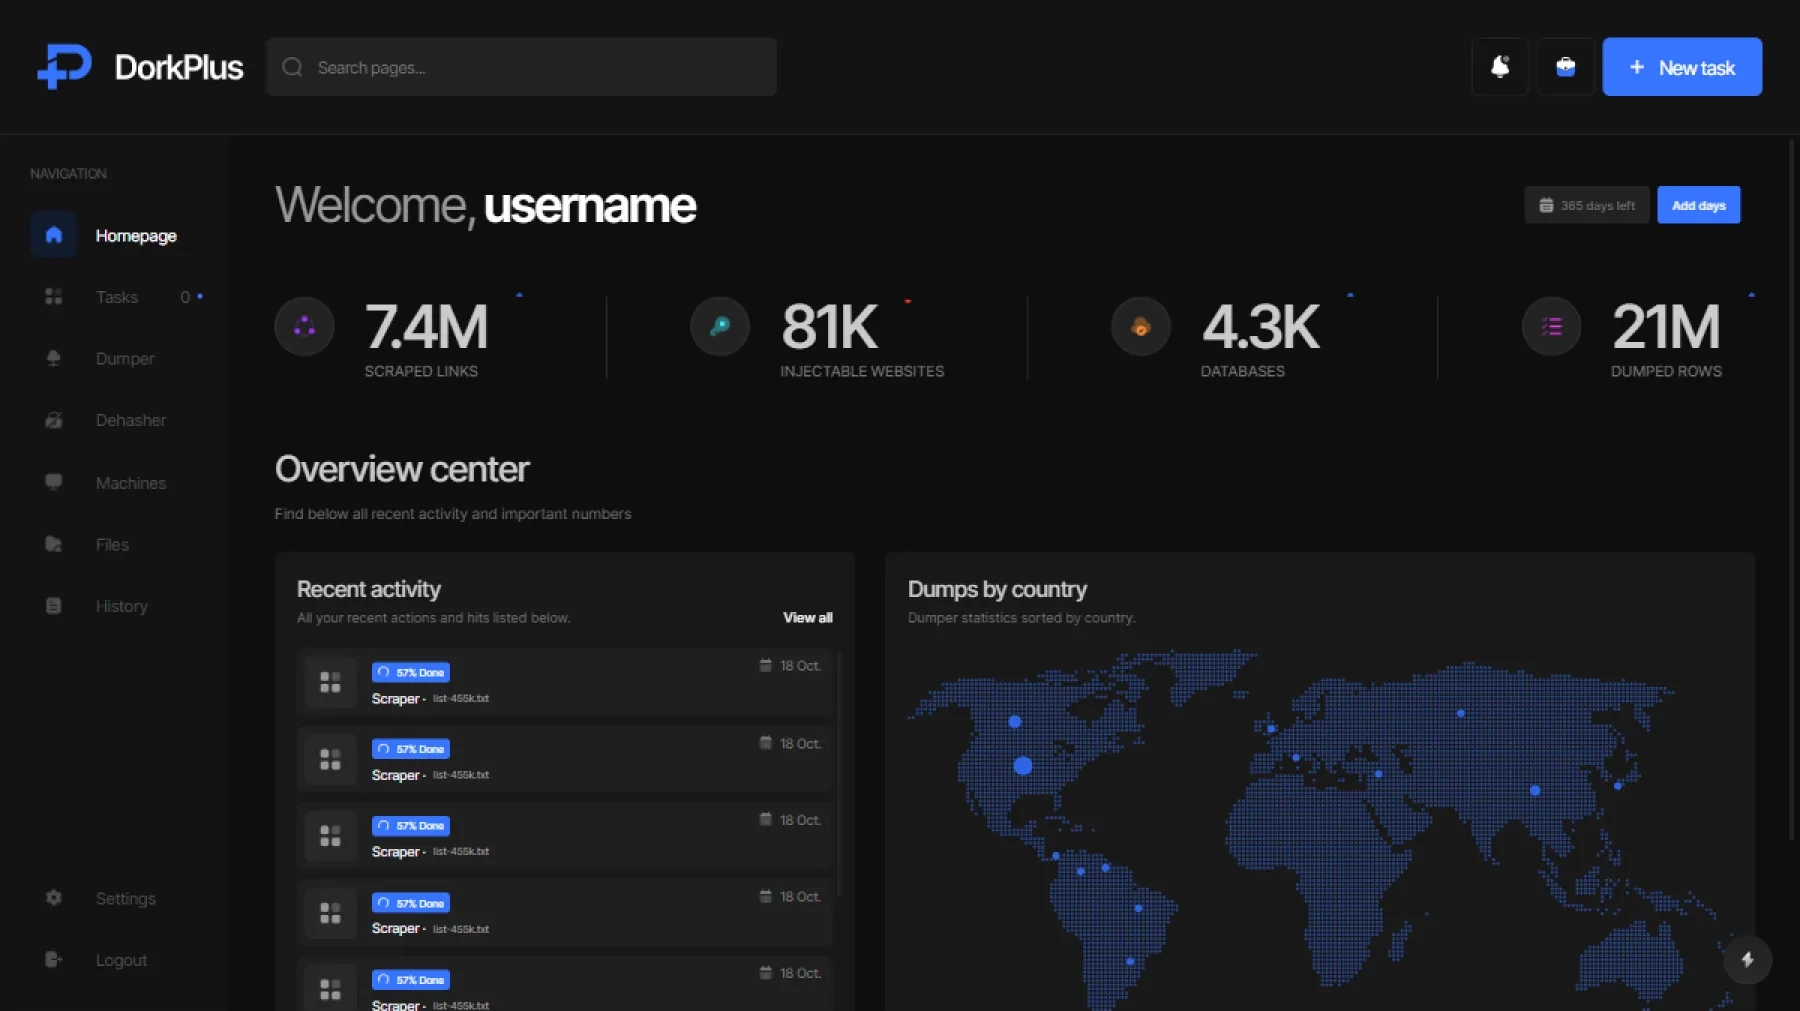 DorkPlus
Search pages...
+ New task
NAVIGATION
Homepage
Tasks 0
Dumper
Dehasher
Machines
Files
History
Settings
Logout
Welcome, username
365 days left
Add days
7.4M
SCRAPED LINKS
81K
INJECTABLE WEBSITES
4.3K
DATABASES
21M
DUMPED ROWS
Overview center
Find below all recent activity and important numbers
Recent activity
All your recent actions and hits listed below.
View all
57% Done
18 Oct.
Scraper · list-455k.txt
57% Done
18 Oct.
Scraper · list-455k.txt
57% Done
18 Oct.
Scraper · list-455k.txt
57% Done
18 Oct.
Scraper · list-455k.txt
57% Done
18 Oct.
Scraper · list-455k.txt
Dumps by country
Dumper statistics sorted by country.